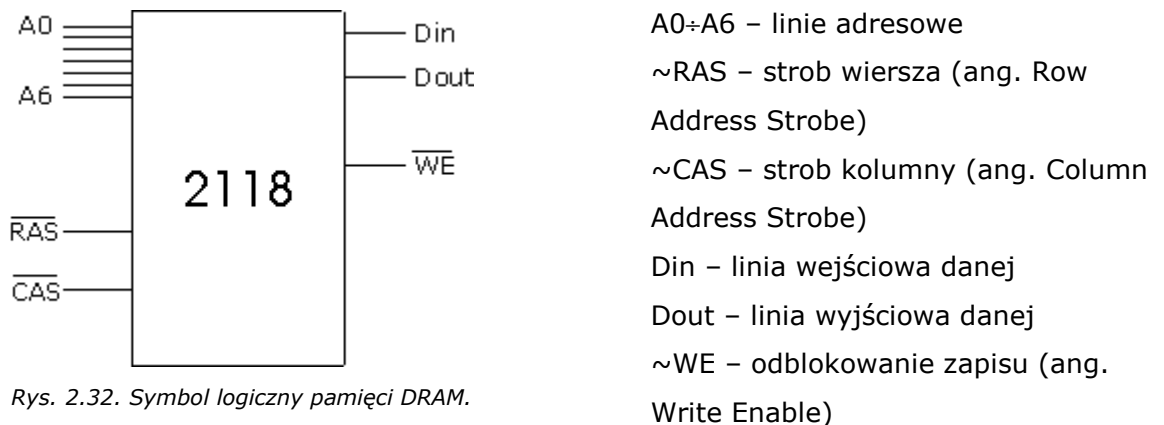 A0
A6
RAS
CAS
2118
Din
Dout
WE
Rys. 2.32. Symbol logiczny pamięci DRAM.
A0÷A6 – linie adresowe
~RAS – strob wiersza (ang. Row
Address Strobe)
~CAS – strob kolumny (ang. Column
Address Strobe)
Din – linia wejściowa danej
Dout – linia wyjściowa danej
~WE – odblokowanie zapisu (ang.
Write Enable)